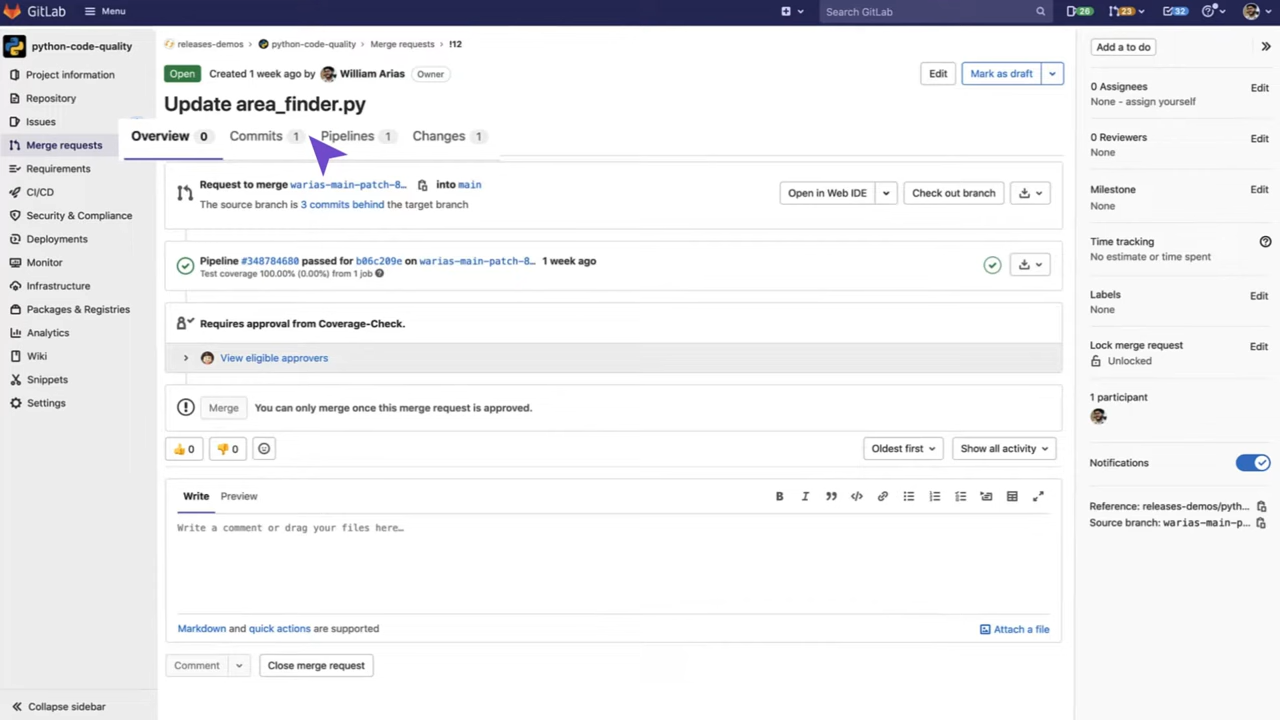 GitLab Menu Search GitLab 26 23 32
python-code-quality
Project information
Repository
Issues
Merge requests
Requirements
CI/CD
Security & Compliance
Deployments
Monitor
Infrastructure
Packages & Registries
Analytics
Wiki
Snippets
Settings
Collapse sidebar
releases-demos › python-code-quality › Merge requests › !12
Open Created 1 week ago by William Arias Owner Edit Mark as draft
Update area_finder.py
Overview 0 Commits 1 Pipelines 1 Changes 1
Request to merge warias-main-patch-8… into main
The source branch is 3 commits behind the target branch
Open in Web IDE Check out branch
Pipeline #348784680 passed for b06c209e on warias-main-patch-8… 1 week ago
Test coverage 100.00% (0.00%) from 1 job
Requires approval from Coverage-Check.
View eligible approvers
Merge You can only merge once this merge request is approved.
0 0 Oldest first Show all activity
Write Preview
Write a comment or drag your files here…
Markdown and quick actions are supported Attach a file
Comment Close merge request
Add a to do
0 Assignees Edit
None - assign yourself
0 Reviewers Edit
None
Milestone Edit
None
Time tracking
No estimate or time spent
Labels Edit
None
Lock merge request Edit
Unlocked
1 participant
Notifications
Reference: releases-demos/pyth…
Source branch: warias-main-p…